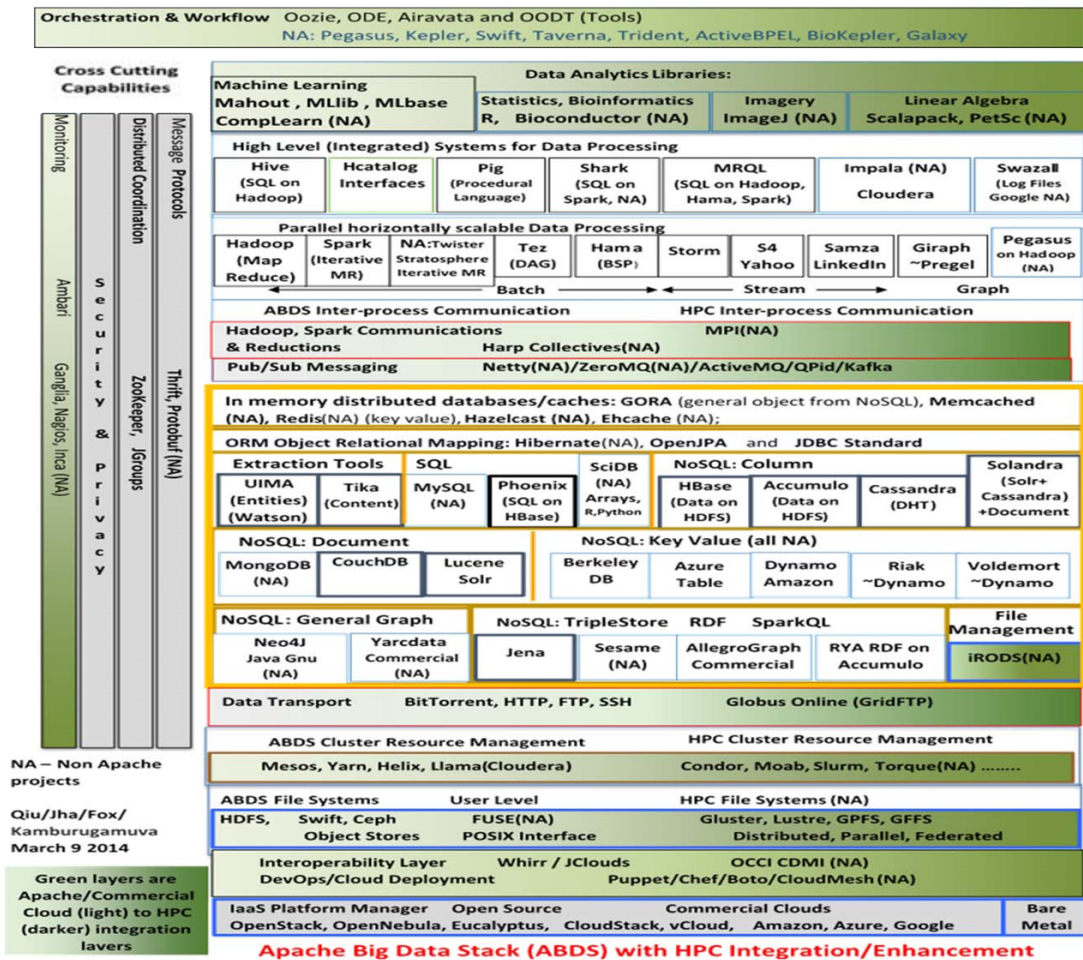 Orchestration & Workflow Oozie, ODE, Airavata and OODT (Tools)
NA: Pegasus, Kepler, Swift, Taverna, Trident, ActiveBPEL, BioKepler, Galaxy
Cross Cutting
Capabilities
Monitoring Ambari Ganglia, Nagios, Inca (NA)
Security & Privacy
Distributed Coordination ZooKeeper, JGroups
Message Protocols Thrift, Protobuf (NA)
Data Analytics Libraries:
Machine Learning
Mahout , MLlib , MLbase
CompLearn (NA)
Statistics, Bioinformatics
R, Bioconductor (NA)
Imagery
ImageJ (NA)
Linear Algebra
Scalapack, PetSc (NA)
High Level (Integrated) Systems for Data Processing
Hive
(SQL on
Hadoop)
Hcatalog
Interfaces
Pig
(Procedural
Language)
Shark
(SQL on
Spark, NA)
MRQL
(SQL on Hadoop,
Hama, Spark)
Impala (NA)
Cloudera
Swazall
(Log Files
Google NA)
Parallel horizontally scalable Data Processing
Hadoop
(Map
Reduce)
Spark
(Iterative
MR)
NA:Twister
Stratosphere
Iterative MR
Tez
(DAG)
Hama
(BSP)
Storm
S4
Yahoo
Samza
LinkedIn
Giraph
~Pregel
Pegasus
on Hadoop
(NA)
Batch Stream Graph
ABDS Inter-process Communication HPC Inter-process Communication
Hadoop, Spark Communications MPI(NA)
& Reductions Harp Collectives(NA)
Pub/Sub Messaging Netty(NA)/ZeroMQ(NA)/ActiveMQ/QPid/Kafka
In memory distributed databases/caches: GORA (general object from NoSQL), Memcached
(NA), Redis(NA) (key value), Hazelcast (NA), Ehcache (NA);
ORM Object Relational Mapping: Hibernate(NA), OpenJPA and JDBC Standard
Extraction Tools
UIMA
(Entities)
(Watson)
Tika
(Content)
SQL
MySQL
(NA)
Phoenix
(SQL on
HBase)
SciDB
(NA)
Arrays,
R,Python
NoSQL: Column
HBase
(Data on
HDFS)
Accumulo
(Data on
HDFS)
Cassandra
(DHT)
Solandra
(Solr+
Cassandra)
+Document
NoSQL: Document
MongoDB
(NA)
CouchDB
Lucene
Solr
NoSQL: Key Value (all NA)
Berkeley
DB
Azure
Table
Dynamo
Amazon
Riak
~Dynamo
Voldemort
~Dynamo
NoSQL: General Graph
Neo4J
Java Gnu
(NA)
Yarcdata
Commercial
(NA)
NoSQL: TripleStore RDF SparkQL
Jena
Sesame
(NA)
AllegroGraph
Commercial
RYA RDF on
Accumulo
File
Management
iRODS(NA)
Data Transport BitTorrent, HTTP, FTP, SSH Globus Online (GridFTP)
ABDS Cluster Resource Management HPC Cluster Resource Management
Mesos, Yarn, Helix, Llama(Cloudera) Condor, Moab, Slurm, Torque(NA) ........
ABDS File Systems User Level HPC File Systems (NA)
HDFS, Swift, Ceph FUSE(NA) Gluster, Lustre, GPFS, GFFS
Object Stores POSIX Interface Distributed, Parallel, Federated
Interoperability Layer Whirr / JClouds OCCI CDMI (NA)
DevOps/Cloud Deployment Puppet/Chef/Boto/CloudMesh(NA)
IaaS Platform Manager Open Source Commercial Clouds
OpenStack, OpenNebula, Eucalyptus, CloudStack, vCloud, Amazon, Azure, Google
Bare
Metal
NA – Non Apache
projects
Qiu/Jha/Fox/
Kamburugamuva
March 9 2014
Green layers are
Apache/Commercial
Cloud (light) to HPC
(darker) integration
layers
Apache Big Data Stack (ABDS) with HPC Integration/Enhancement